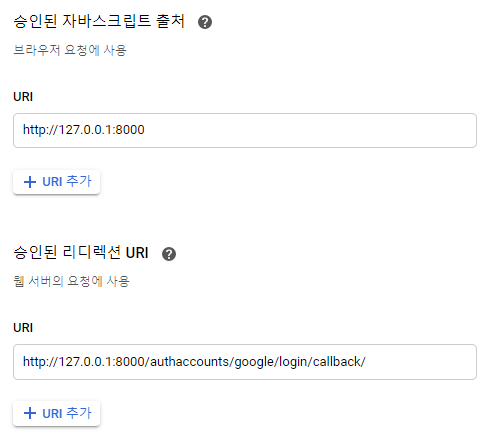 승인된 자바스크립트 출처 ?
브라우저 요청에 사용
URI
http://127.0.0.1:8000
+ URI 추가
승인된 리디렉션 URI ?
웹 서버의 요청에 사용
URI
http://127.0.0.1:8000/authaccounts/google/login/callback/
+ URI 추가